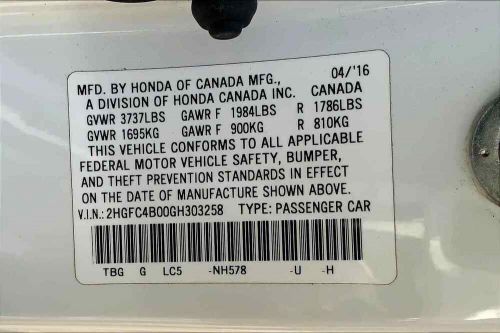 MFD. BY HONDA OF CANADA MFG., 04/'16
A DIVISION OF HONDA CANADA INC. CANADA
GVWR 3737LBS GAWR F 1984LBS R 1786LBS
GVWR 1695KG GAWR F 900KG R 810KG
THIS VEHICLE CONFORMS TO ALL APPLICABLE
FEDERAL MOTOR VEHICLE SAFETY, BUMPER,
AND THEFT PREVENTION STANDARDS IN EFFECT
ON THE DATE OF MANUFACTURE SHOWN ABOVE.
V.I.N.: 2HGFC4B00GH303258 TYPE: PASSENGER CAR
TBG G LC5 -NH578 -U -H